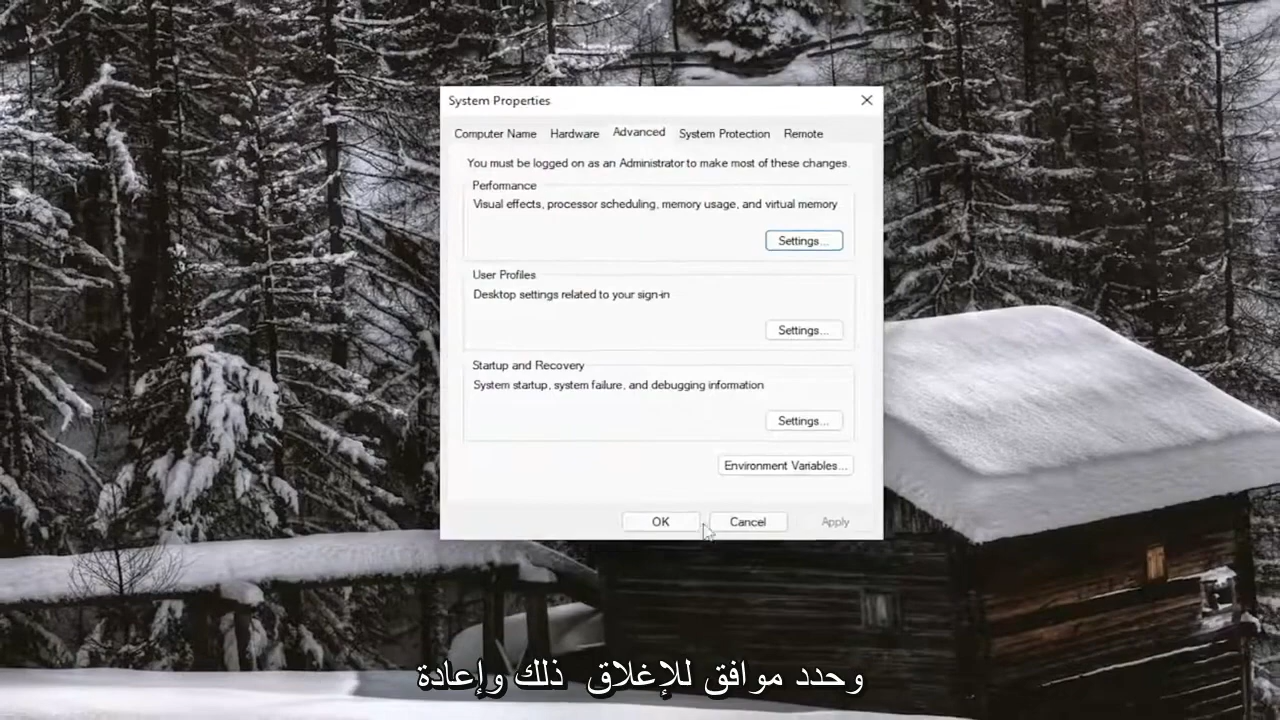 System Properties
Computer Name Hardware Advanced System Protection Remote
You must be logged on as an Administrator to make most of these changes.
Performance
Visual effects, processor scheduling, memory usage, and virtual memory
Settings...
User Profiles
Desktop settings related to your sign-in
Settings...
Startup and Recovery
System startup, system failure, and debugging information
Settings...
Environment Variables...
OK Cancel Apply
وحدد موافق للإغلاق ذلك وإعادة